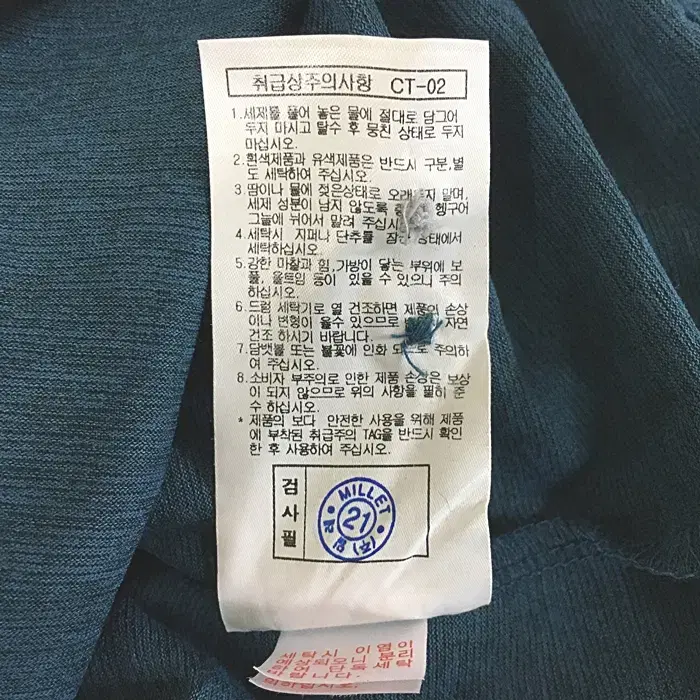 취급상주의사항 CT-02
1.세제를 풀어 놓은 물에 절대로 담그어
두지 마시고 탈수 후 뭉친 상태로 두지
마십시오.
2.흰색제품과 유색제품은 반드시 구분,별
도 세탁하여 주십시오.
3.땀이나 물에 젖은상태로 말며,
세제 성분이 남지 않도록 헹구어
그늘에 뉘어서 말려 주십시
4.세탁시 지퍼나 단추를 상태에서
세탁하십시오.
5.강한 마찰과 힘,가방이 닿는 부위에 보
풀, 올뜯임 등이 있을 수 있으니 주의
하십시오.
6.드럼 세탁기로 열 건조하면 제품의 손상
이나 변형이 올수 있으므로 자연
건조 하시기 바랍니다.
7.담뱃불 또는 불꽃에 인화 주의하
여 주십시오.
8.소비자 부주의로 인한 제품 손상은 보상
이 되지 않으므로 위의 사항을 필히 준
수 하십시오.
* 제품의 보다 안전한 사용을 위해 제품
에 부착된 취급주의 TAG을 반드시 확인
한 후 사용하여 주십시오.
검사필
MILLET
21
세탁시 이염이
예상되오니 분리
하여 단독세탁